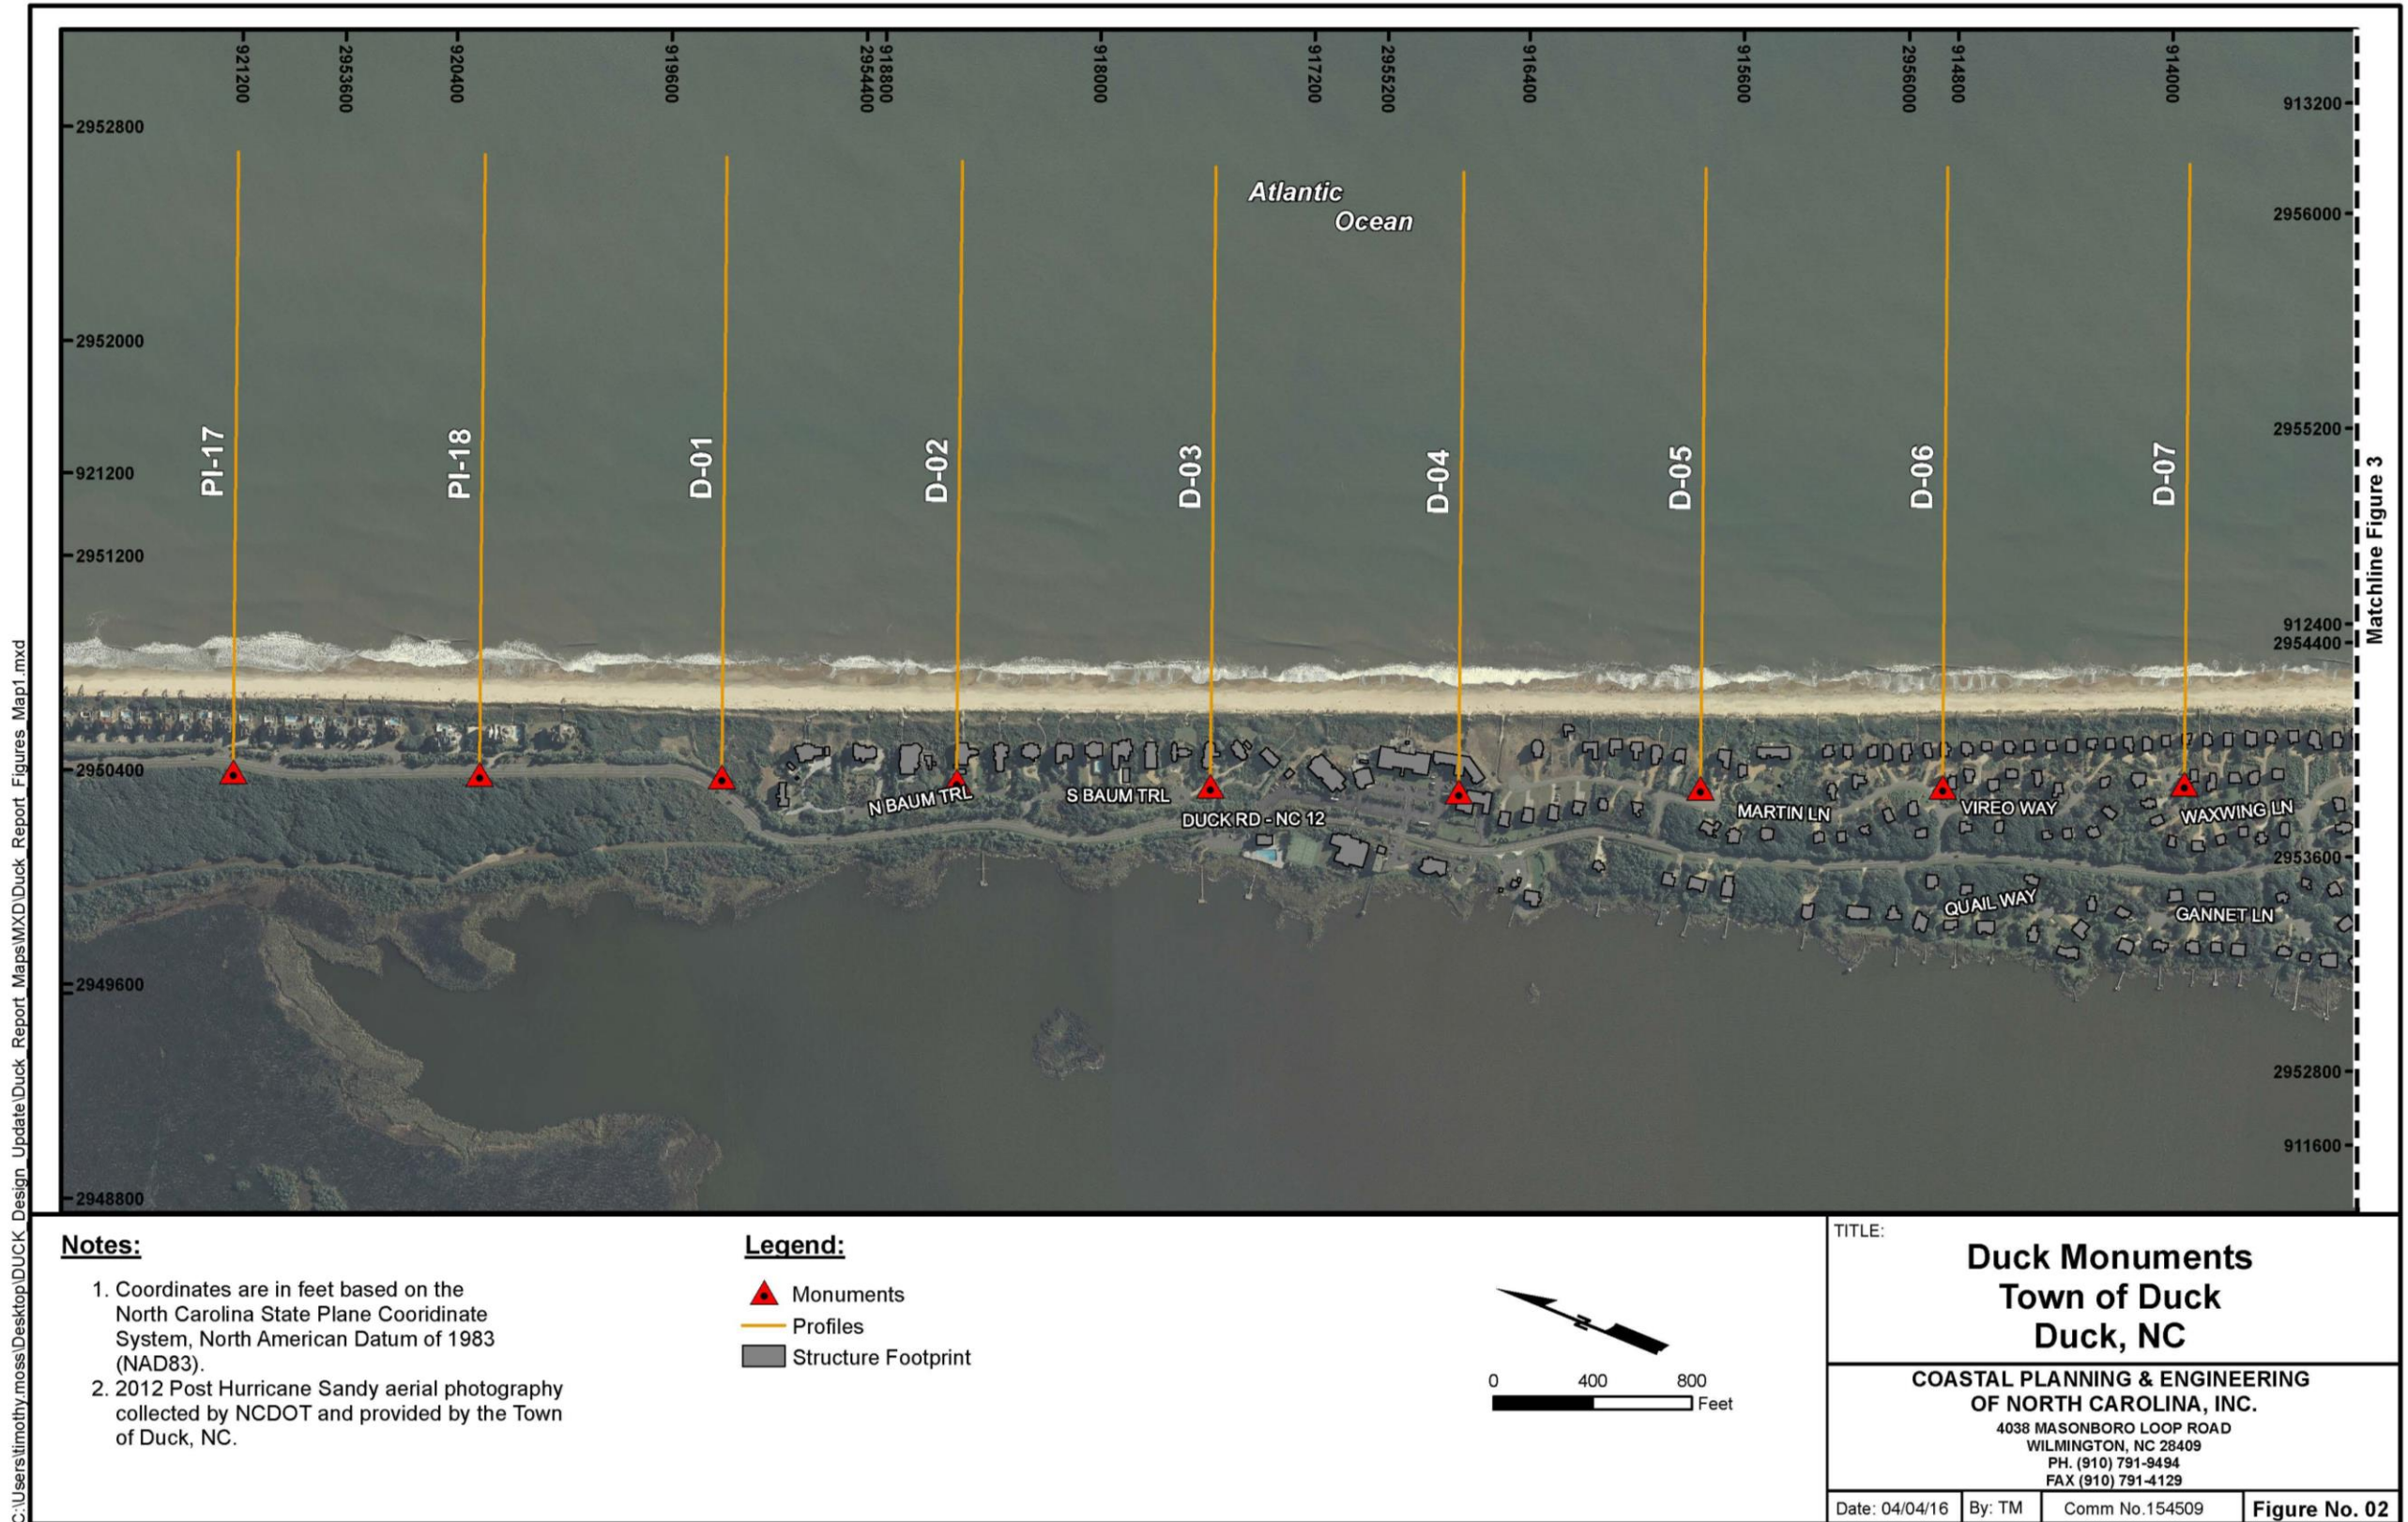 921200
2953600
920400
919600
2954400
918800
918000
917200
2955200
916400
915600
2956000
914800
914000
2952800
2952000
921200
2951200
2950400
2949600
2948800
913200
2956000
2955200
912400
2954400
2953600
2952800
911600
Matchline Figure 3
Atlantic
Ocean
PI-17
PI-18
D-01
D-02
D-03
D-04
D-05
D-06
D-07
N BAUM TRL
S BAUM TRL
DUCK RD - NC 12
MARTIN LN
VIREO WAY
WAXWING LN
QUAIL WAY
GANNET LN
C:\Users\timothy.moss\Desktop\DUCK_Design_Update\Duck_Report_Maps\MXD\Duck_Report_Figures_Map1.mxd
Notes:
1. Coordinates are in feet based on the
North Carolina State Plane Cooridinate
System, North American Datum of 1983
(NAD83).
2. 2012 Post Hurricane Sandy aerial photography
collected by NCDOT and provided by the Town
of Duck, NC.
Legend:
Monuments
Profiles
Structure Footprint
N
0 400 800
Feet
TITLE:
Duck Monuments
Town of Duck
Duck, NC
COASTAL PLANNING & ENGINEERING
OF NORTH CAROLINA, INC.
4038 MASONBORO LOOP ROAD
WILMINGTON, NC 28409
PH. (910) 791-9494
FAX (910) 791-4129
Date: 04/04/16 By: TM Comm No.154509 Figure No. 02